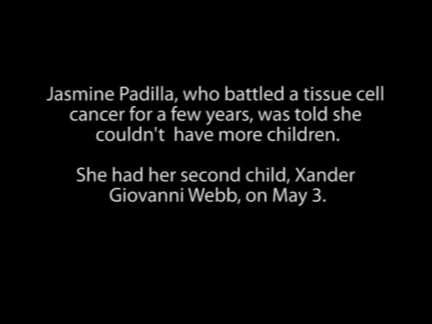 Jasmine Padilla, who battled a tissue cell
cancer for a few years, was told she
couldn't  have more children.
She had her second child, Xander
Giovanni Webb, on May 3.